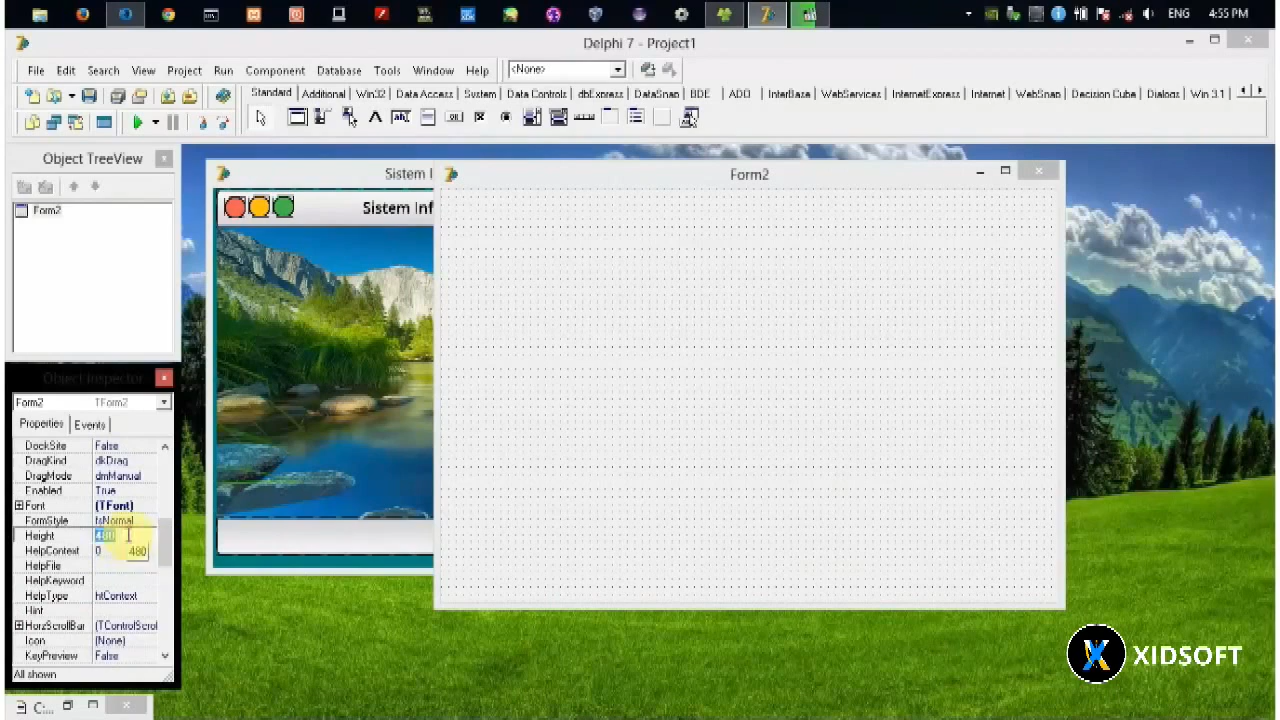 ENG 4:55 PM
Delphi 7 - Project1
File Edit Search View Project Run Component Database Tools Window Help <None>
Standard Additional Win32 Data Access System Data Controls dbExpress DataSnap BDE ADO InterBase WebServices InternetExpress Internet WebSnap Decision Cube Dialogs Win 3.1
Object TreeView
Form2
Sistem I
Sistem Inf
Form2
Object Inspector
Form2 TForm2
Properties Events
DockSite False
DragKind dkDrag
DragMode dmManual
Enabled True
Font (TFont)
FormStyle fsNormal
Height 480
HelpContext 0 480
HelpFile
HelpKeyword
HelpType htContext
Hint
HorzScrollBar (TControlScrol
Icon (None)
KeyPreview False
All shown
C:...
XIDSOFT